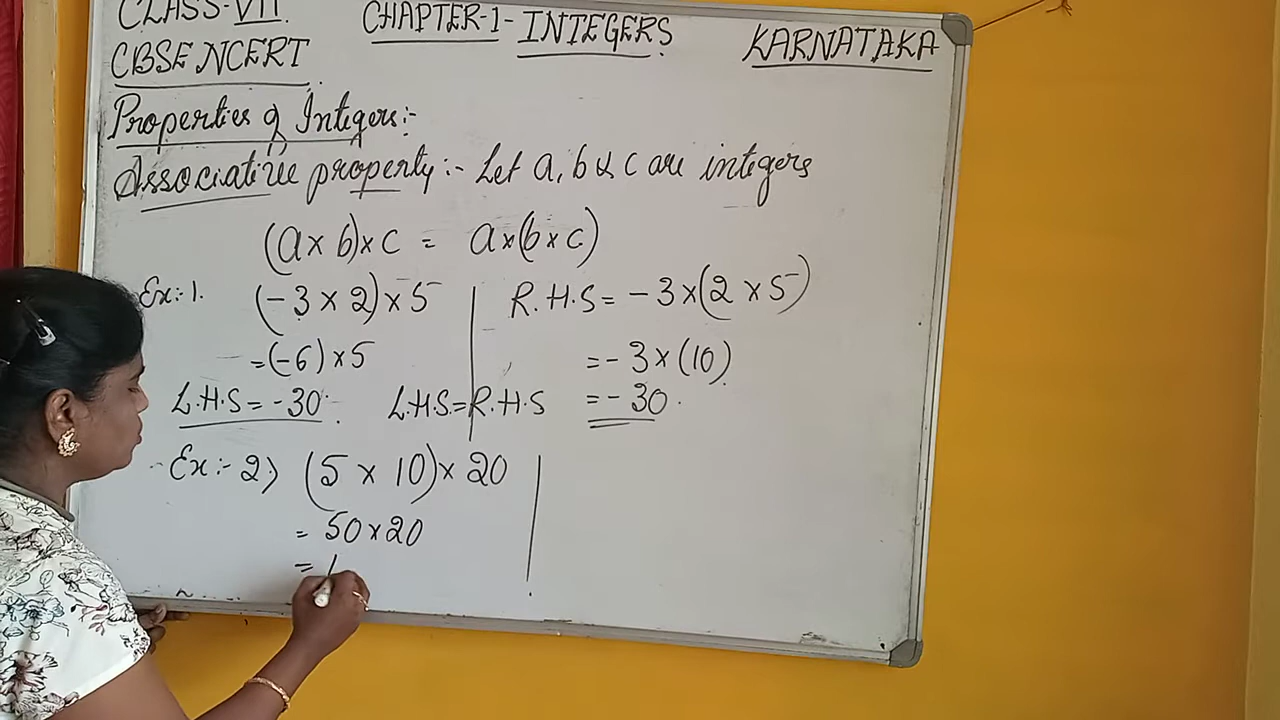 CLASS-VII. CHAPTER-1- INTEGERS KARNATAKA
CBSE NCERT
Properties of Integers:-
Associative property:- Let a, b & c are integers
(a × b) × c = a × (b × c)
Ex:-1. (-3 × 2) × 5 R.H.S = -3 × (2 × 5)
= (-6) × 5 = -3 × (10)
L.H.S = -30. L.H.S = R.H.S = -30.
Ex:- 2) (5 × 10) × 20
= 50 × 20
= 1